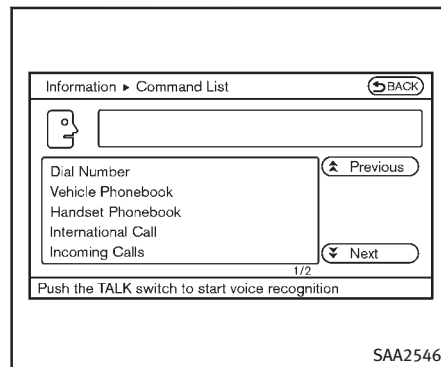 Information ▸ Command List
BACK
Dial Number
Previous
Vehicle Phonebook
Handset Phonebook
International Call
Incoming Calls
Next
1/2
Push the TALK switch to start voice recognition
SAA2546